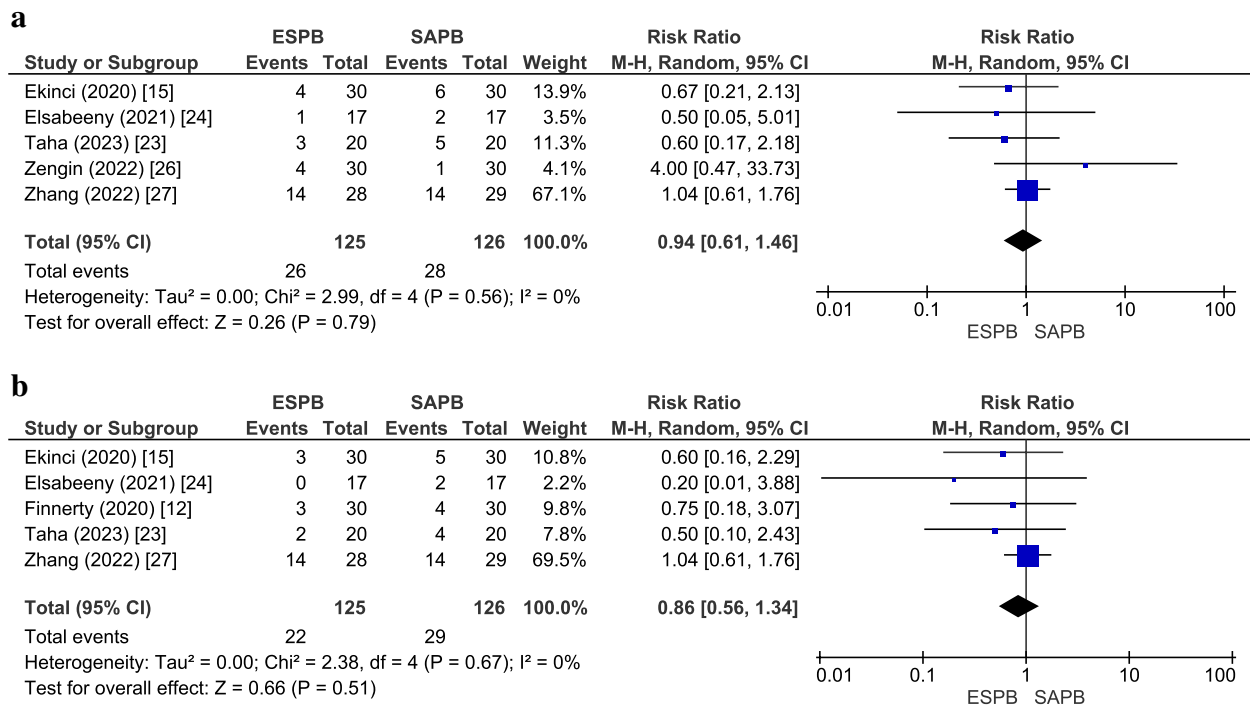 a
ESPB SAPB Risk Ratio Risk Ratio
Study or Subgroup Events Total Events Total Weight M-H, Random, 95% CI M-H, Random, 95% CI
Ekinci (2020) [15] 4 30 6 30 13.9% 0.67 [0.21, 2.13]
Elsabeeny (2021) [24] 1 17 2 17 3.5% 0.50 [0.05, 5.01]
Taha (2023) [23] 3 20 5 20 11.3% 0.60 [0.17, 2.18]
Zengin (2022) [26] 4 30 1 30 4.1% 4.00 [0.47, 33.73]
Zhang (2022) [27] 14 28 14 29 67.1% 1.04 [0.61, 1.76]
Total (95% CI) 125 126 100.0% 0.94 [0.61, 1.46]
Total events 26 28
Heterogeneity: Tau² = 0.00; Chi² = 2.99, df = 4 (P = 0.56); I² = 0%
Test for overall effect: Z = 0.26 (P = 0.79)
0.01 0.1 1 10 100
ESPB SAPB
b
ESPB SAPB Risk Ratio Risk Ratio
Study or Subgroup Events Total Events Total Weight M-H, Random, 95% CI M-H, Random, 95% CI
Ekinci (2020) [15] 3 30 5 30 10.8% 0.60 [0.16, 2.29]
Elsabeeny (2021) [24] 0 17 2 17 2.2% 0.20 [0.01, 3.88]
Finnerty (2020) [12] 3 30 4 30 9.8% 0.75 [0.18, 3.07]
Taha (2023) [23] 2 20 4 20 7.8% 0.50 [0.10, 2.43]
Zhang (2022) [27] 14 28 14 29 69.5% 1.04 [0.61, 1.76]
Total (95% CI) 125 126 100.0% 0.86 [0.56, 1.34]
Total events 22 29
Heterogeneity: Tau² = 0.00; Chi² = 2.38, df = 4 (P = 0.67); I² = 0%
Test for overall effect: Z = 0.66 (P = 0.51)
0.01 0.1 1 10 100
ESPB SAPB